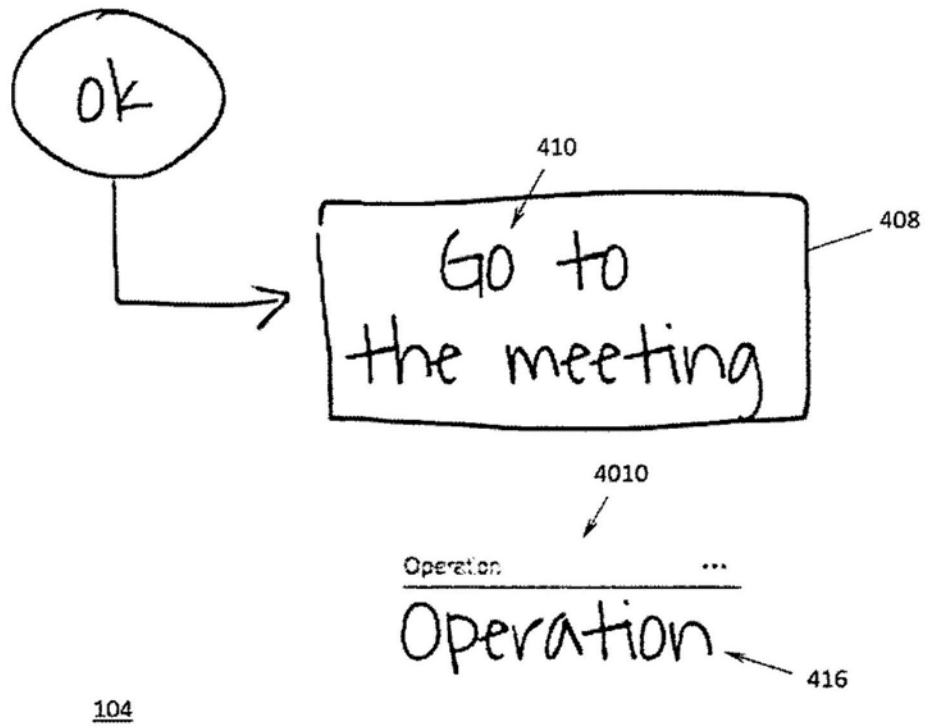 ok
410
408
Go to
the meeting
4010
Operation ...
Operation
416
104